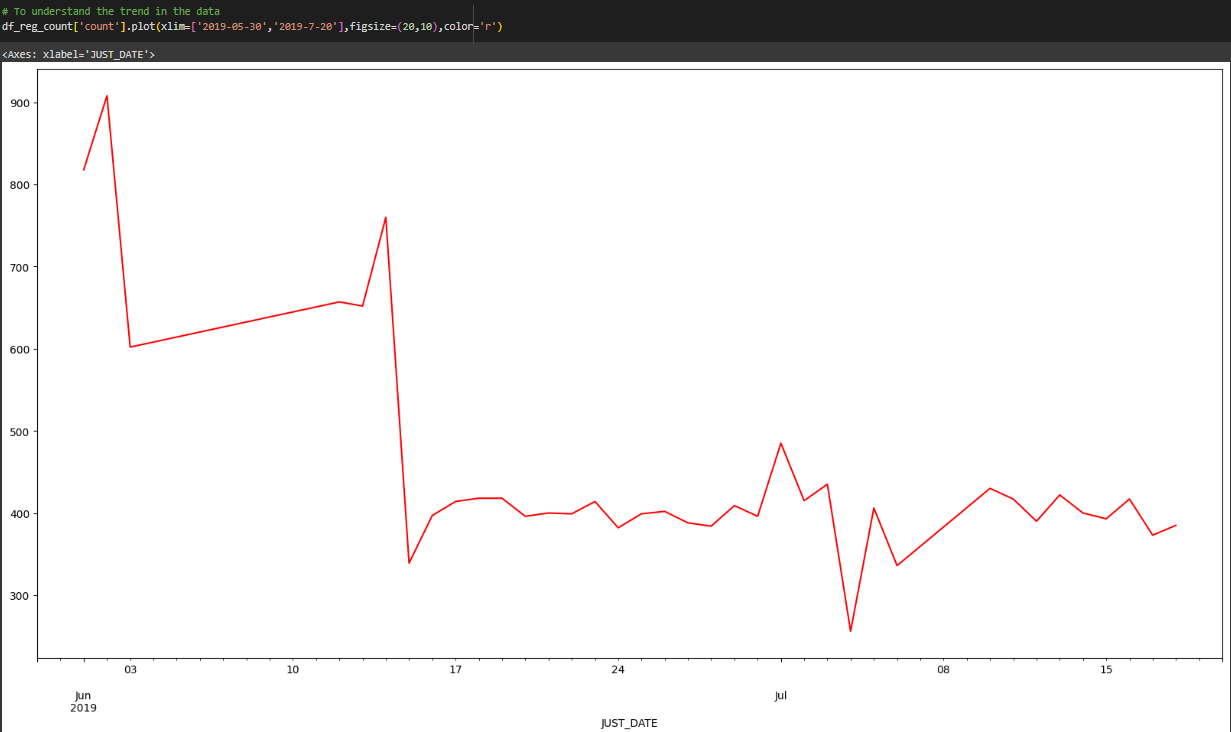 # To understand the trend in the data
df_reg_count['count'].plot(xlim=['2019-05-30','2019-7-20'],figsize=(20,10),color='r')
<Axes: xlabel='JUST_DATE'>
900
800
700
600
500
400
300
03 10 17 24 08 15
Jun Jul
2019
JUST_DATE